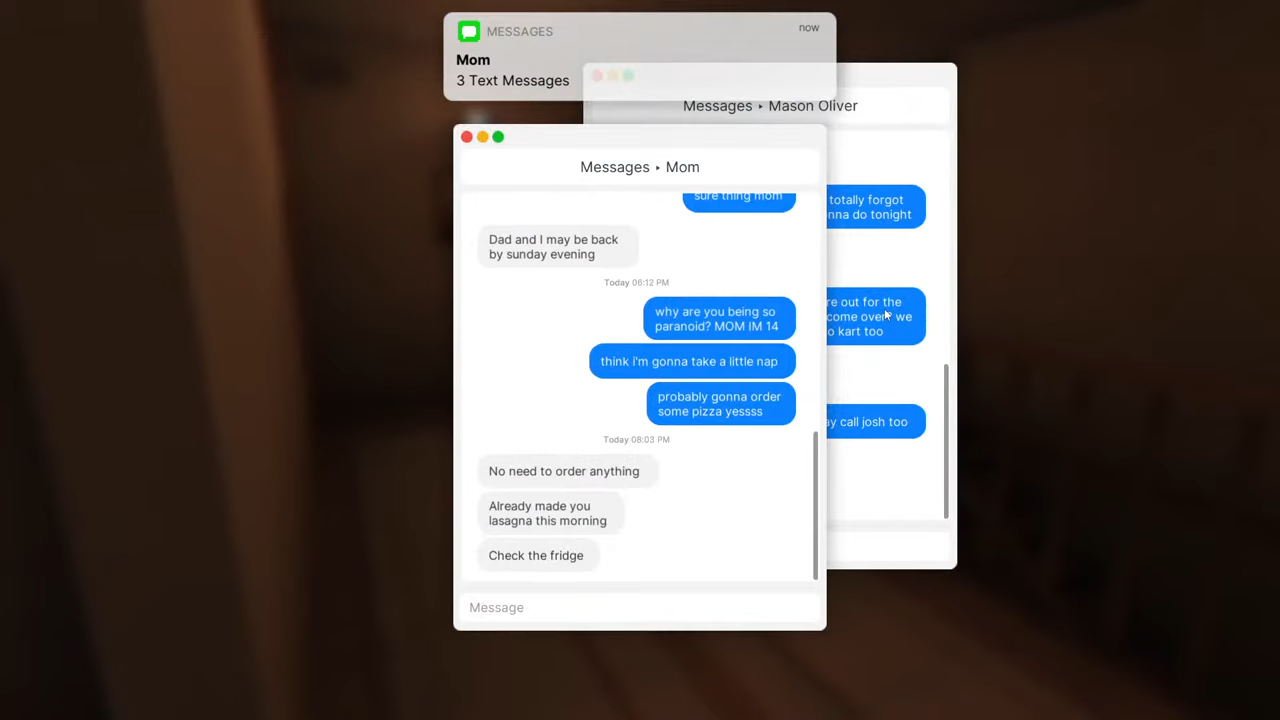 MESSAGES
now
Mom
3 Text Messages
Messages ▸ Mason Oliver
totally forgot
nna do tonight
re out for the
come over? we
o kart too
ay call josh too
Messages ▸ Mom
sure thing mom
Dad and I may be back
by sunday evening
Today 06:12 PM
why are you being so
paranoid? MOM IM 14
think i'm gonna take a little nap
probably gonna order
some pizza yessss
Today 08:03 PM
No need to order anything
Already made you
lasagna this morning
Check the fridge
Message